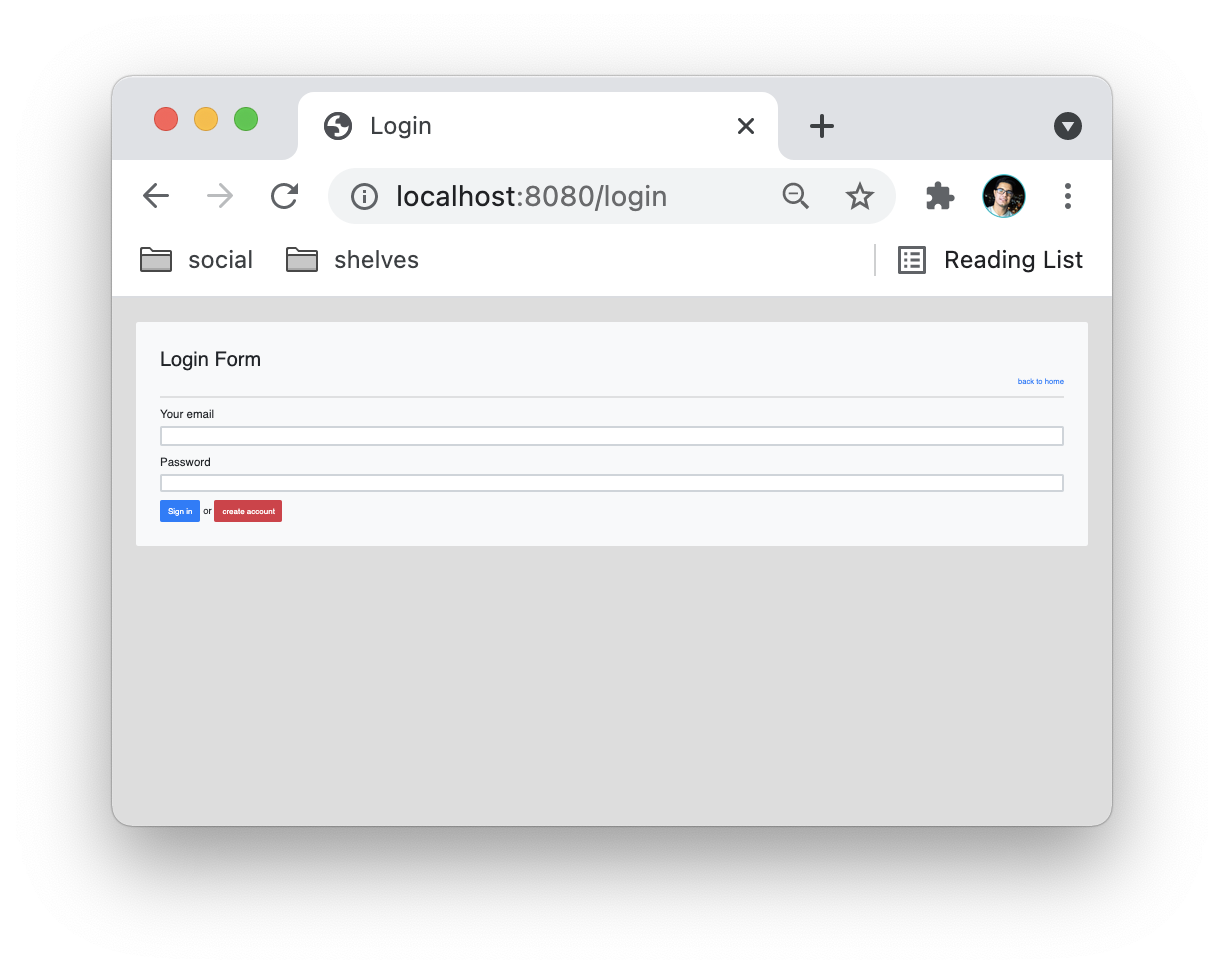 Login
localhost:8080/login
social shelves Reading List
Login Form
back to home
Your email
Password
Sign in or create account